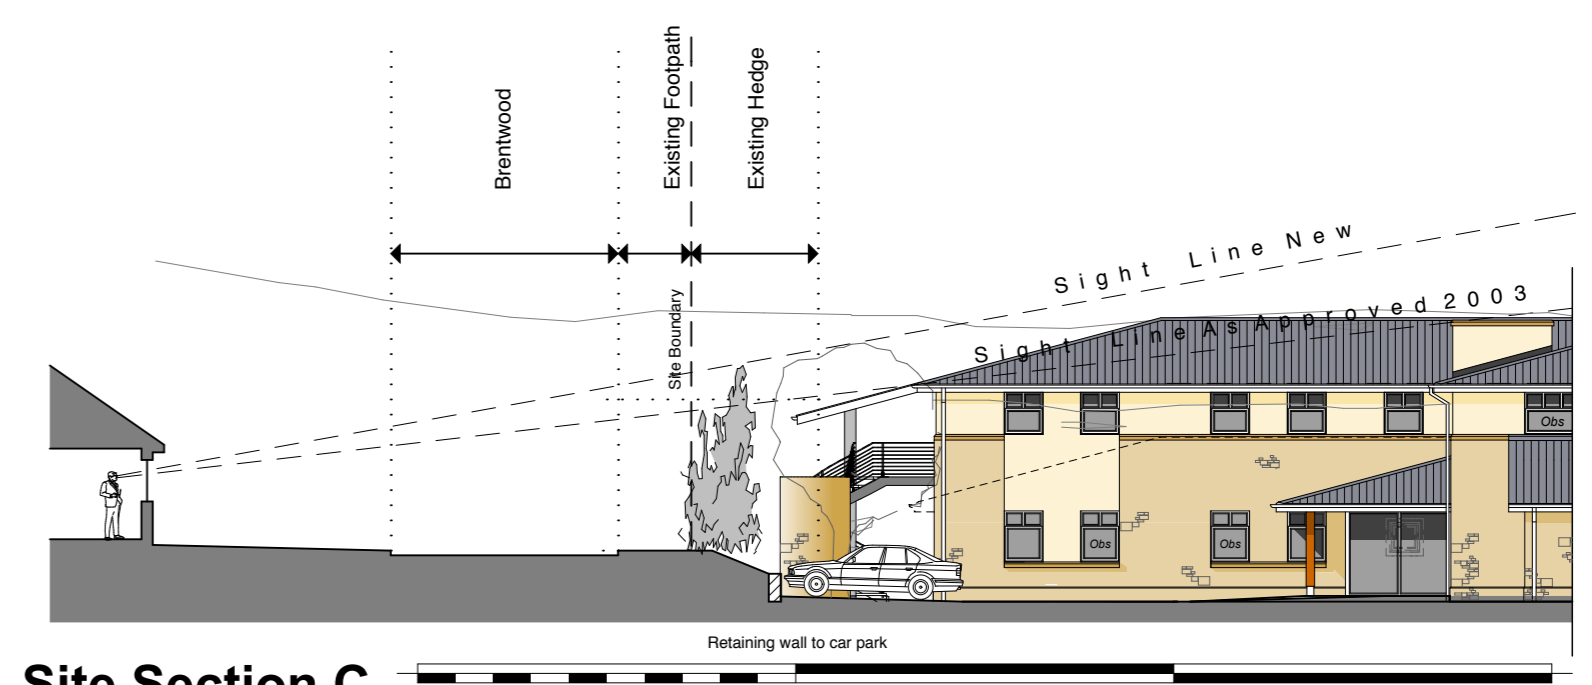 Brentwood
Existing Footpath
Existing Hedge
Site Boundary
Sight Line New
Sight Line As Approved 2003
Obs
Obs
Obs
Retaining wall to car park
Site Section C